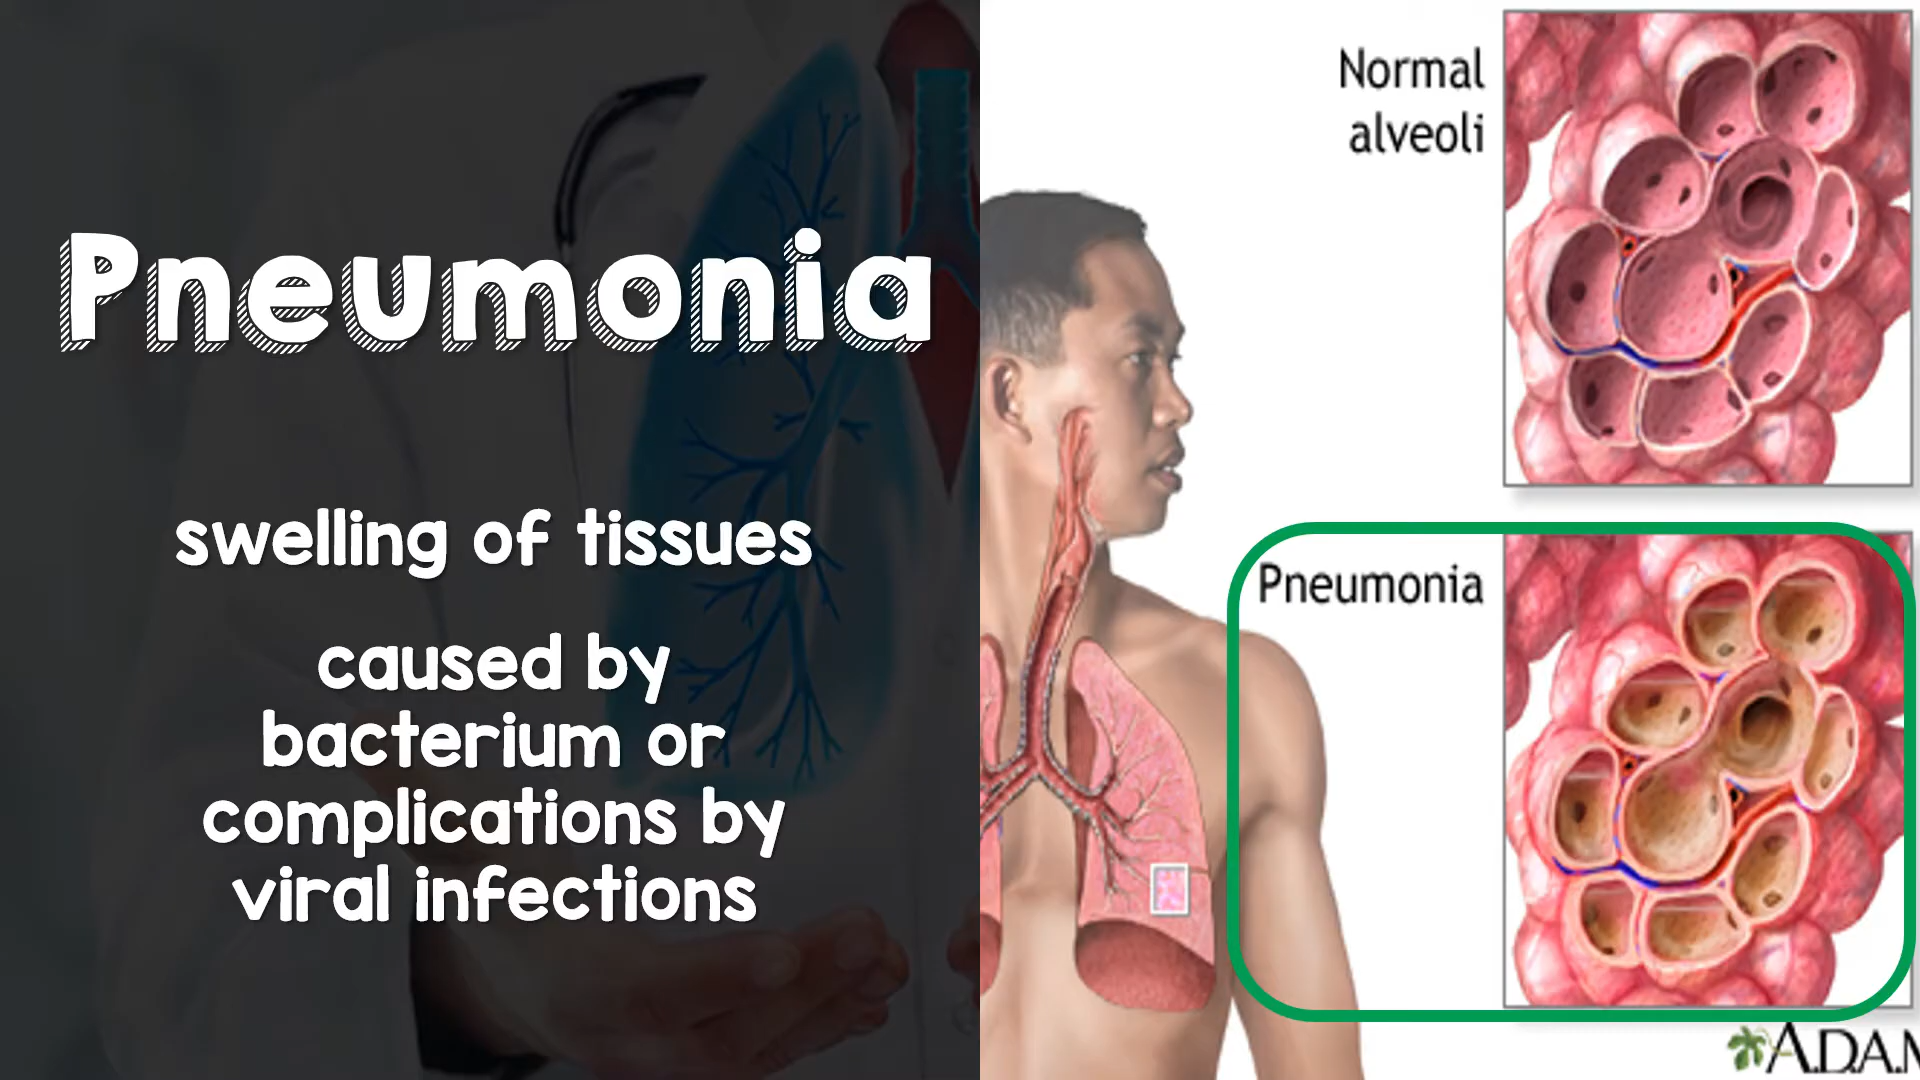 Pneumonia
swelling of tissues
caused by
bacterium or
complications by
viral infections
Normal
alveoli
Pneumonia
A.D.A.M